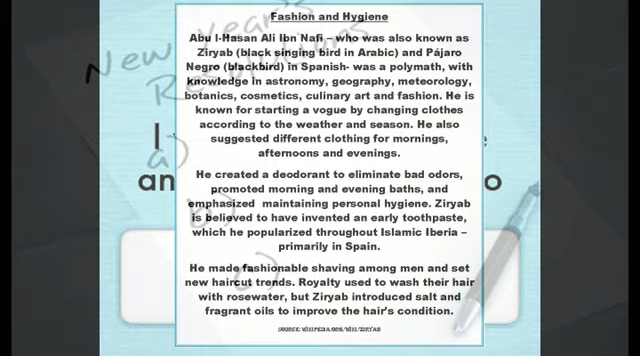 Fashion and Hygiene
Abu l-Hasan Ali Ibn Nafi – who was also known as
Ziryab (black singing bird in Arabic) and Pájaro
Negro (blackbird) in Spanish- was a polymath, with
knowledge in astronomy, geography, meteorology,
botanics, cosmetics, culinary art and fashion. He is
known for starting a vogue by changing clothes
according to the weather and season. He also
suggested different clothing for mornings,
afternoons and evenings.
He created a deodorant to eliminate bad odors,
promoted morning and evening baths, and
emphasized maintaining personal hygiene. Ziryab
is believed to have invented an early toothpaste,
which he popularized throughout Islamic Iberia –
primarily in Spain.
He made fashionable shaving among men and set
new haircut trends. Royalty used to wash their hair
with rosewater, but Ziryab introduced salt and
fragrant oils to improve the hair's condition.
SOURCE: WIKIPEDIA.ORG/WIKI/ZIRYAB
New Year's
Resolutions
a)
b)
c)